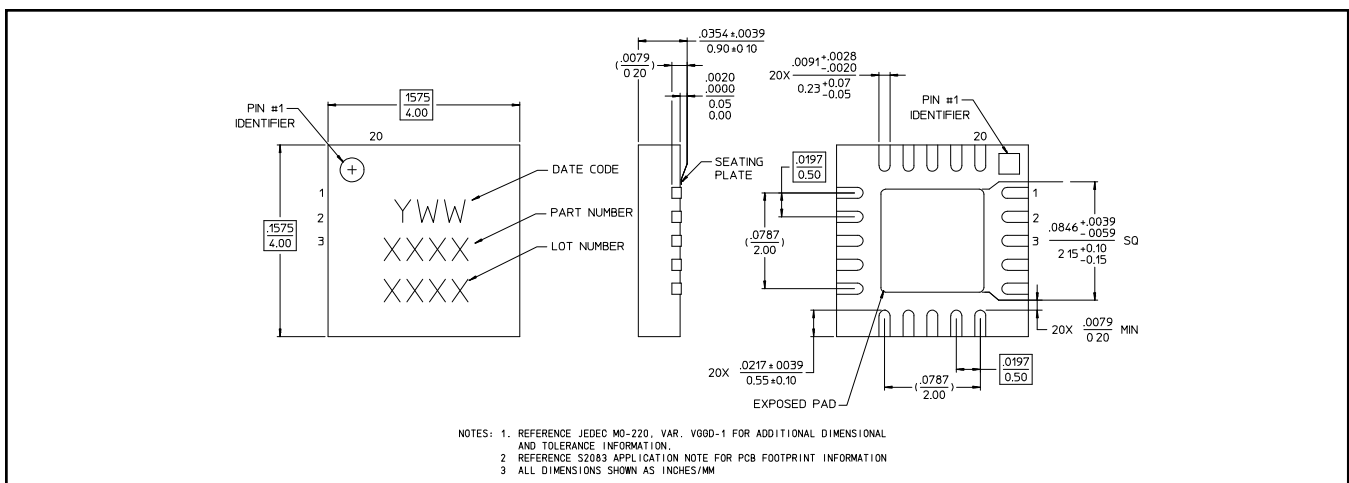 .0354 ±.0039
0.90±0 10
(.0079
0 20)
.0020
.0000
0.05
0.00
.1575
4.00
PIN #1
IDENTIFIER
20
1
2
3
.1575
4.00
YWW
XXXX
XXXX
DATE CODE
PART NUMBER
LOT NUMBER
SEATING
PLATE
20X .0091 +.0028 -.0020
0.23 +0.07 -0.05
PIN #1
IDENTIFIER
20
.0197
0.50
(.0787
2.00)
1
2
3
.0846 +.0039 -.0059 SQ
2 15 +0.10 -0.15
20X .0079 MIN
0 20
20X .0217 ± 0039
0.55 ±0.10
.0197
0.50
(.0787
2.00)
EXPOSED PAD
NOTES: 1. REFERENCE JEDEC MO-220, VAR. VGGD-1 FOR ADDITIONAL DIMENSIONAL
AND TOLERANCE INFORMATION.
2 REFERENCE S2083 APPLICATION NOTE FOR PCB FOOTPRINT INFORMATION
3 ALL DIMENSIONS SHOWN AS INCHES/MM